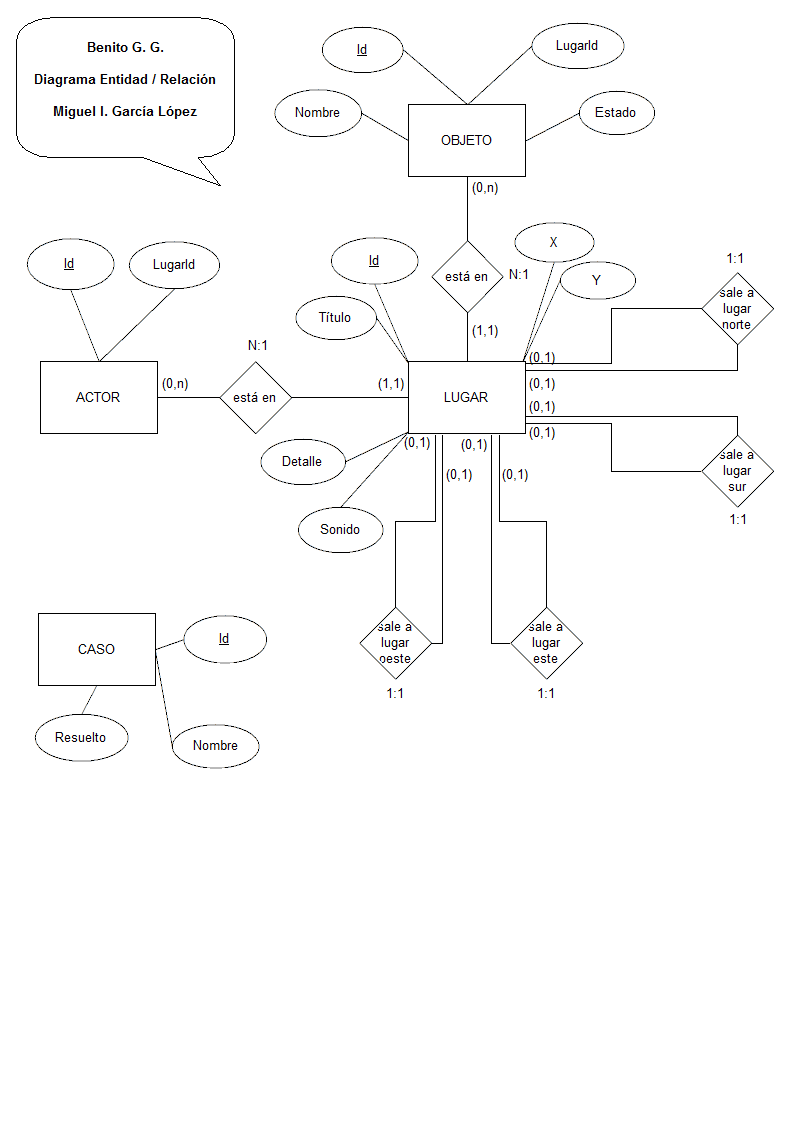 Benito G. G.
Diagrama Entidad / Relación
Miguel I. García López
Id
LugarId
Nombre
Estado
OBJETO
(0,n)
está en
N:1
(1,1)
Id
LugarId
ACTOR
(0,n)
N:1
está en
(1,1)
Id
Título
X
Y
LUGAR
Detalle
Sonido
(0,1)
(0,1)
1:1
sale a
lugar
norte
(0,1)
(0,1)
sale a
lugar
sur
1:1
(0,1)
(0,1)
(0,1)
(0,1)
sale a
lugar
oeste
1:1
sale a
lugar
este
1:1
CASO
Id
Resuelto
Nombre